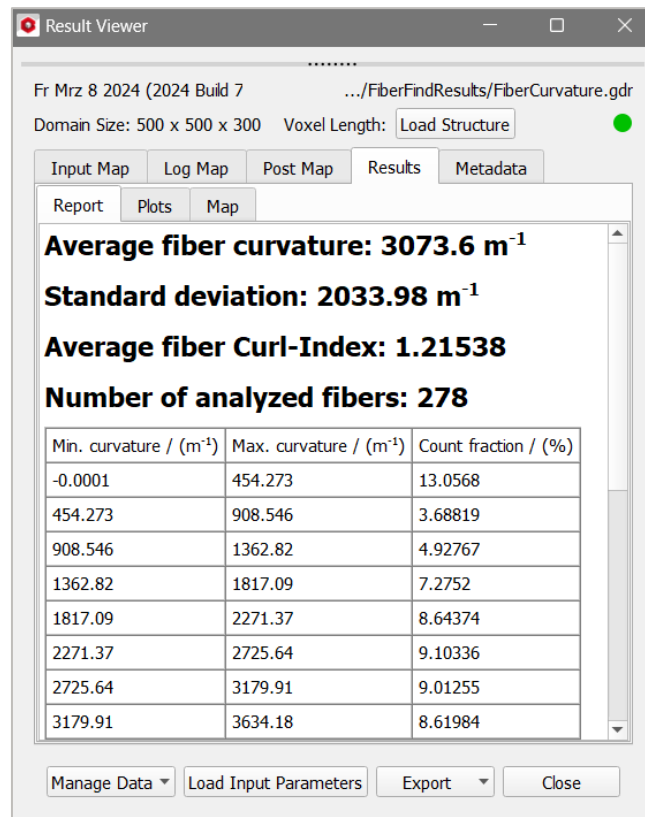 Result Viewer
Fr Mrz 8 2024 (2024 Build 7 .../FiberFindResults/FiberCurvature.gdr
Domain Size: 500 x 500 x 300 Voxel Length: Load Structure
Input Map Log Map Post Map Results Metadata
Report Plots Map
Average fiber curvature: 3073.6 m⁻¹
Standard deviation: 2033.98 m⁻¹
Average fiber Curl-Index: 1.21538
Number of analyzed fibers: 278
Min. curvature / (m⁻¹) Max. curvature / (m⁻¹) Count fraction / (%)
-0.0001 454.273 13.0568
454.273 908.546 3.68819
908.546 1362.82 4.92767
1362.82 1817.09 7.2752
1817.09 2271.37 8.64374
2271.37 2725.64 9.10336
2725.64 3179.91 9.01255
3179.91 3634.18 8.61984
Manage Data Load Input Parameters Export Close